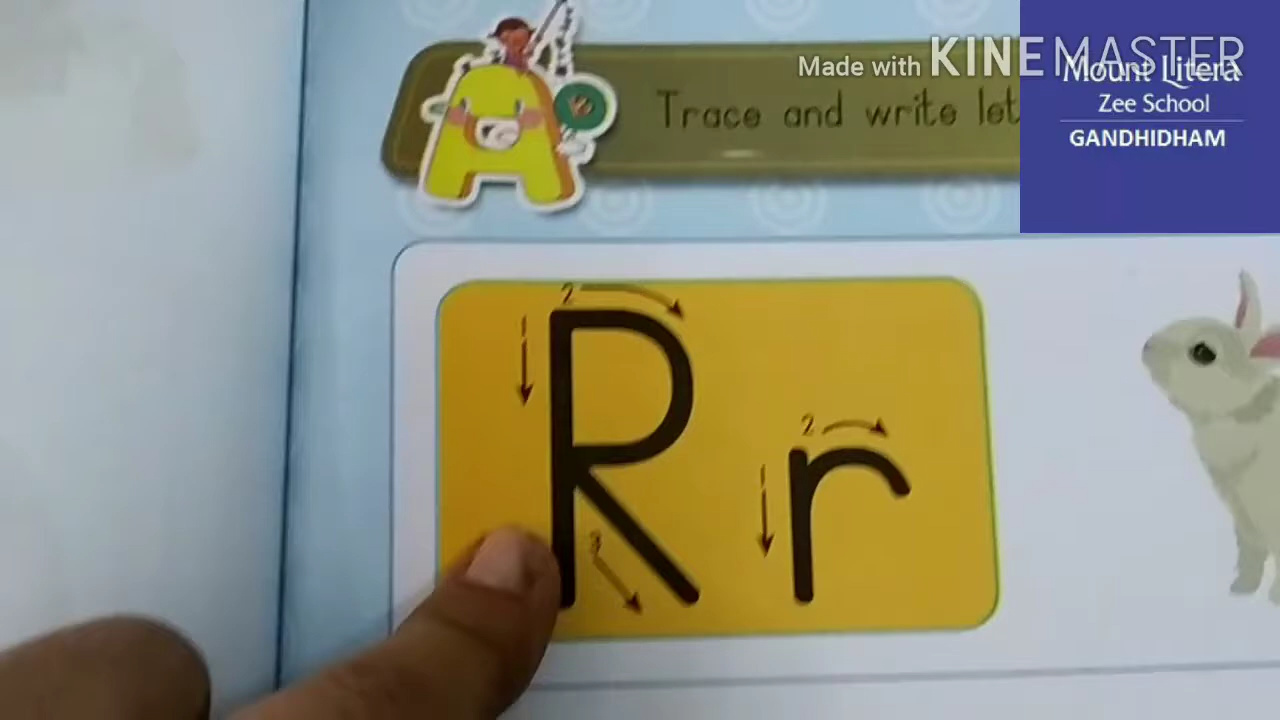 Made with KINEMASTER
Mount Litera
Zee School
GANDHIDHAM
Trace and write let
R r
1
2
3
1
2